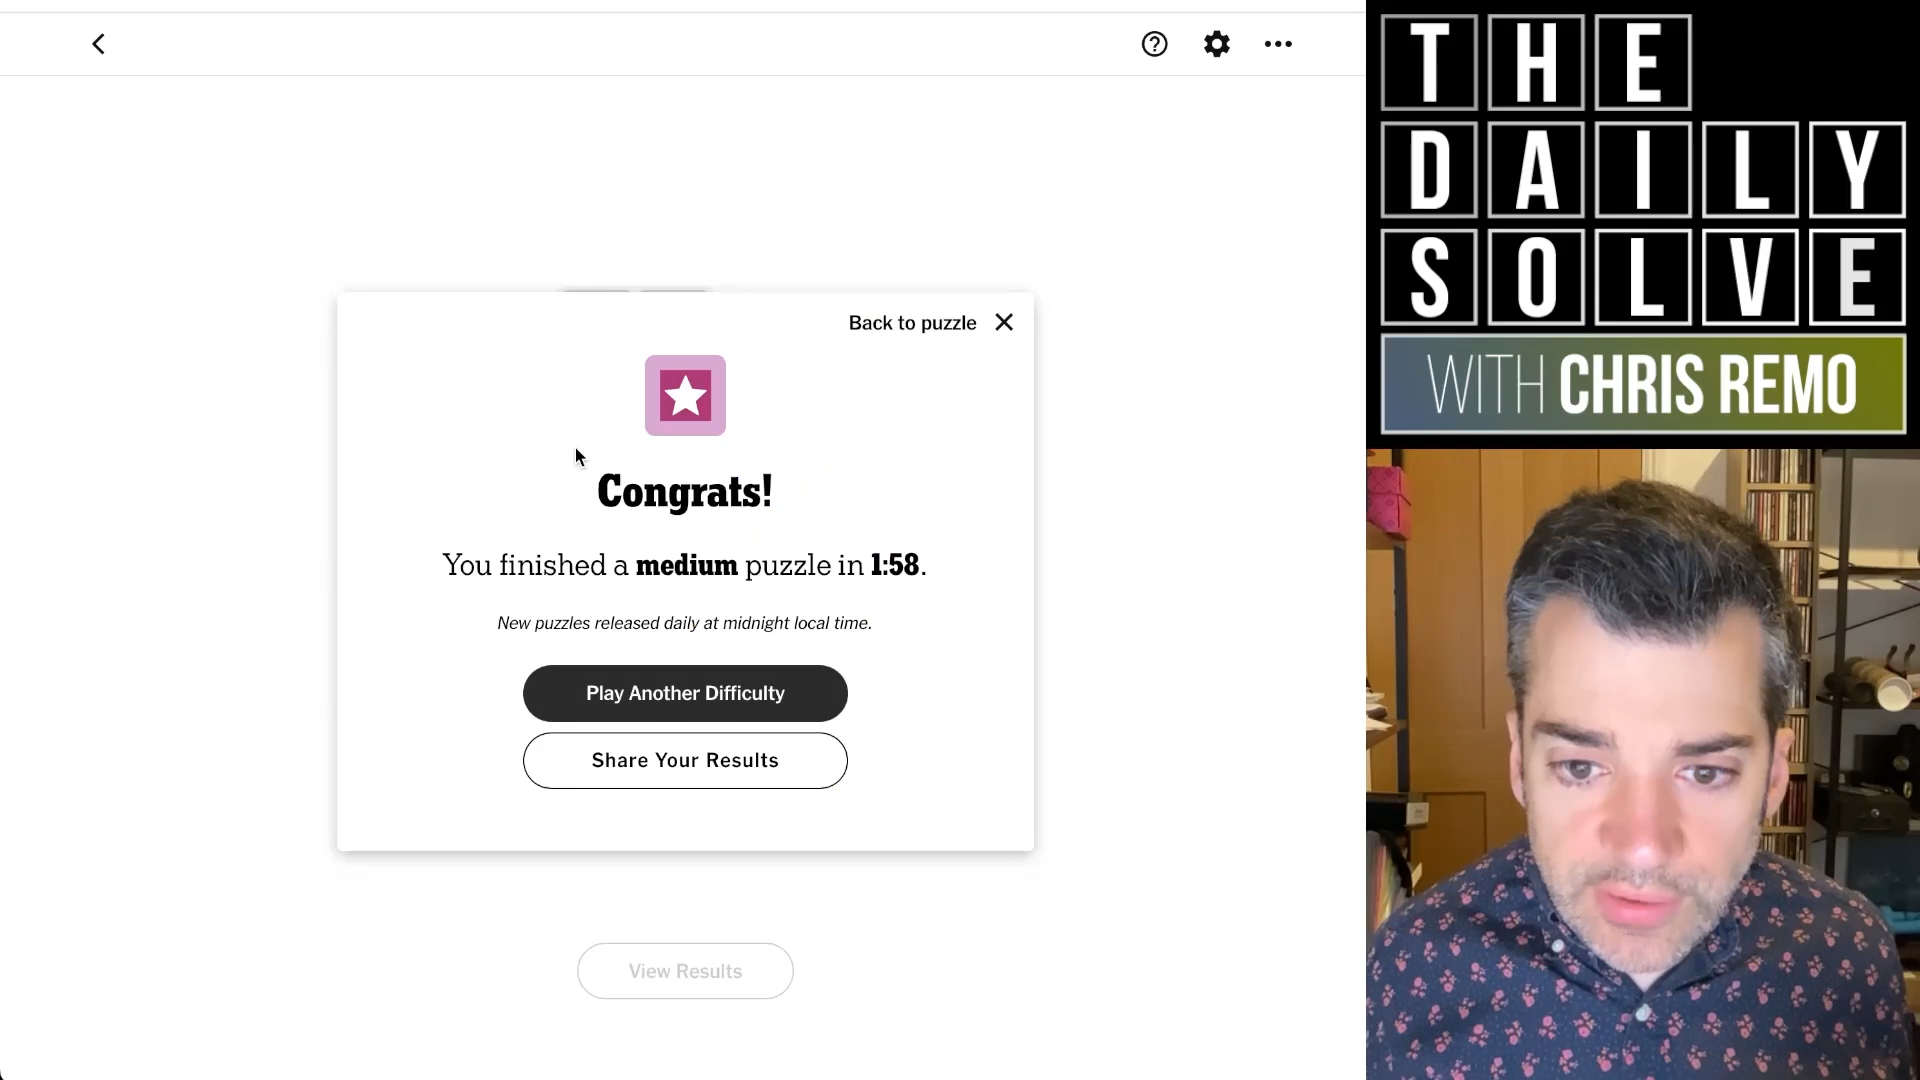 Back to puzzle
Congrats!
You finished a medium puzzle in 1:58.
New puzzles released daily at midnight local time.
Play Another Difficulty
Share Your Results
View Results
THE
DAILY
SOLVE
WITH CHRIS REMO